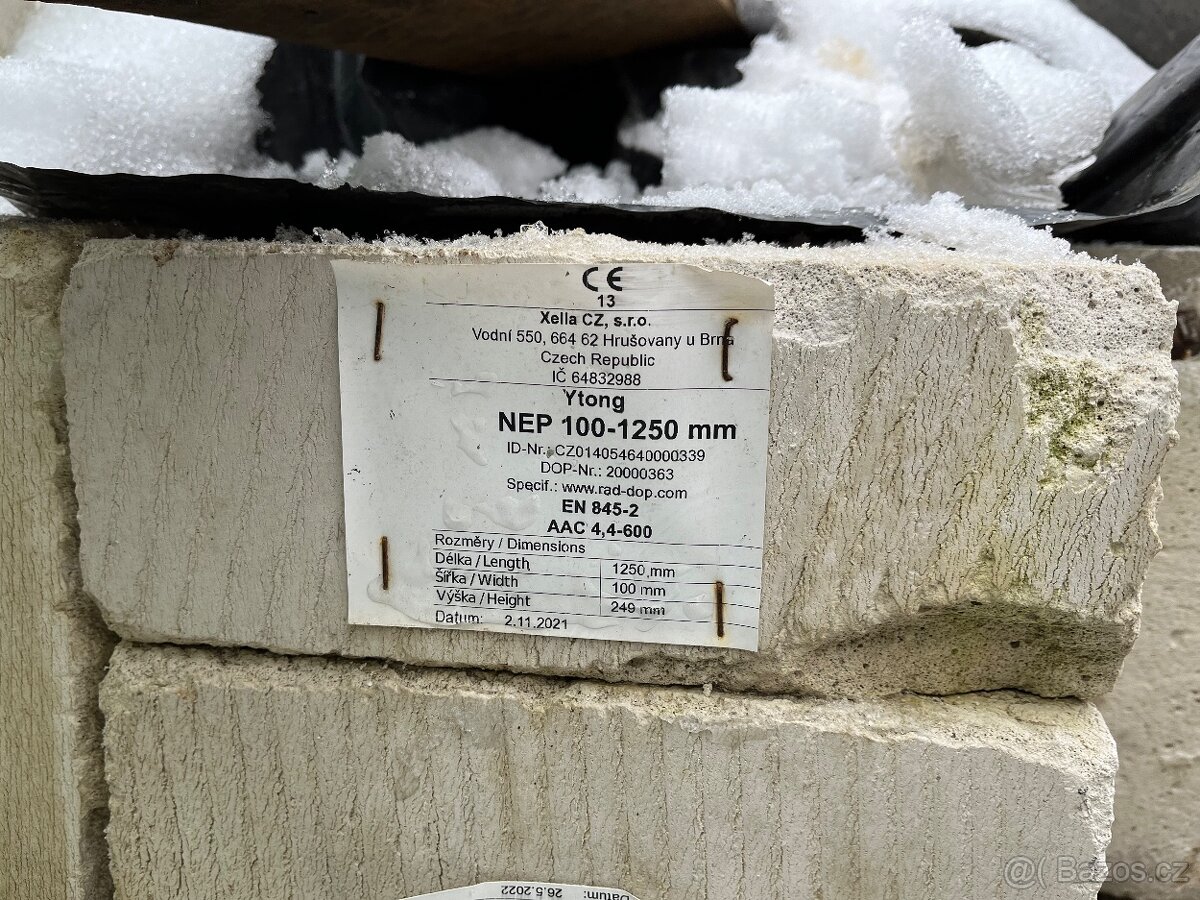 CE
13
Xella CZ, s.r.o.
Vodní 550, 664 62 Hrušovany u Brna
Czech Republic
IČ 64832988
Ytong
NEP 100-1250 mm
ID-Nr.: CZ014054640000339
DOP-Nr.: 20000363
Specif.: www.rad-dop.com
EN 845-2
AAC 4,4-600
Rozměry / Dimensions
Délka / Length 1250 mm
Šířka / Width 100 mm
Výška / Height 249 mm
Datum: 2.11.2021
Datum: 26.5.2022
@( Bazos.cz